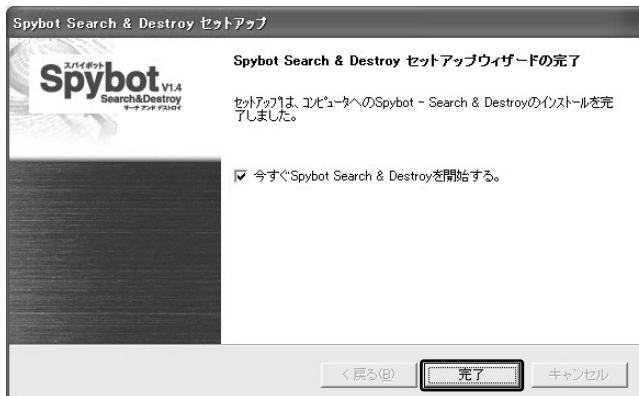 Spybot Search & Destroy セットアップ
スパイボット
Spybot V1.4
Search&Destroy
サーチ アンド デストロイ
Spybot Search & Destroy セットアップウィザードの完了
セットアップは、コンピュータへのSpybot - Search & Destroyのインストールを完
了しました。
今すぐSpybot Search & Destroyを開始する。
< 戻る(B)
完了
キャンセル